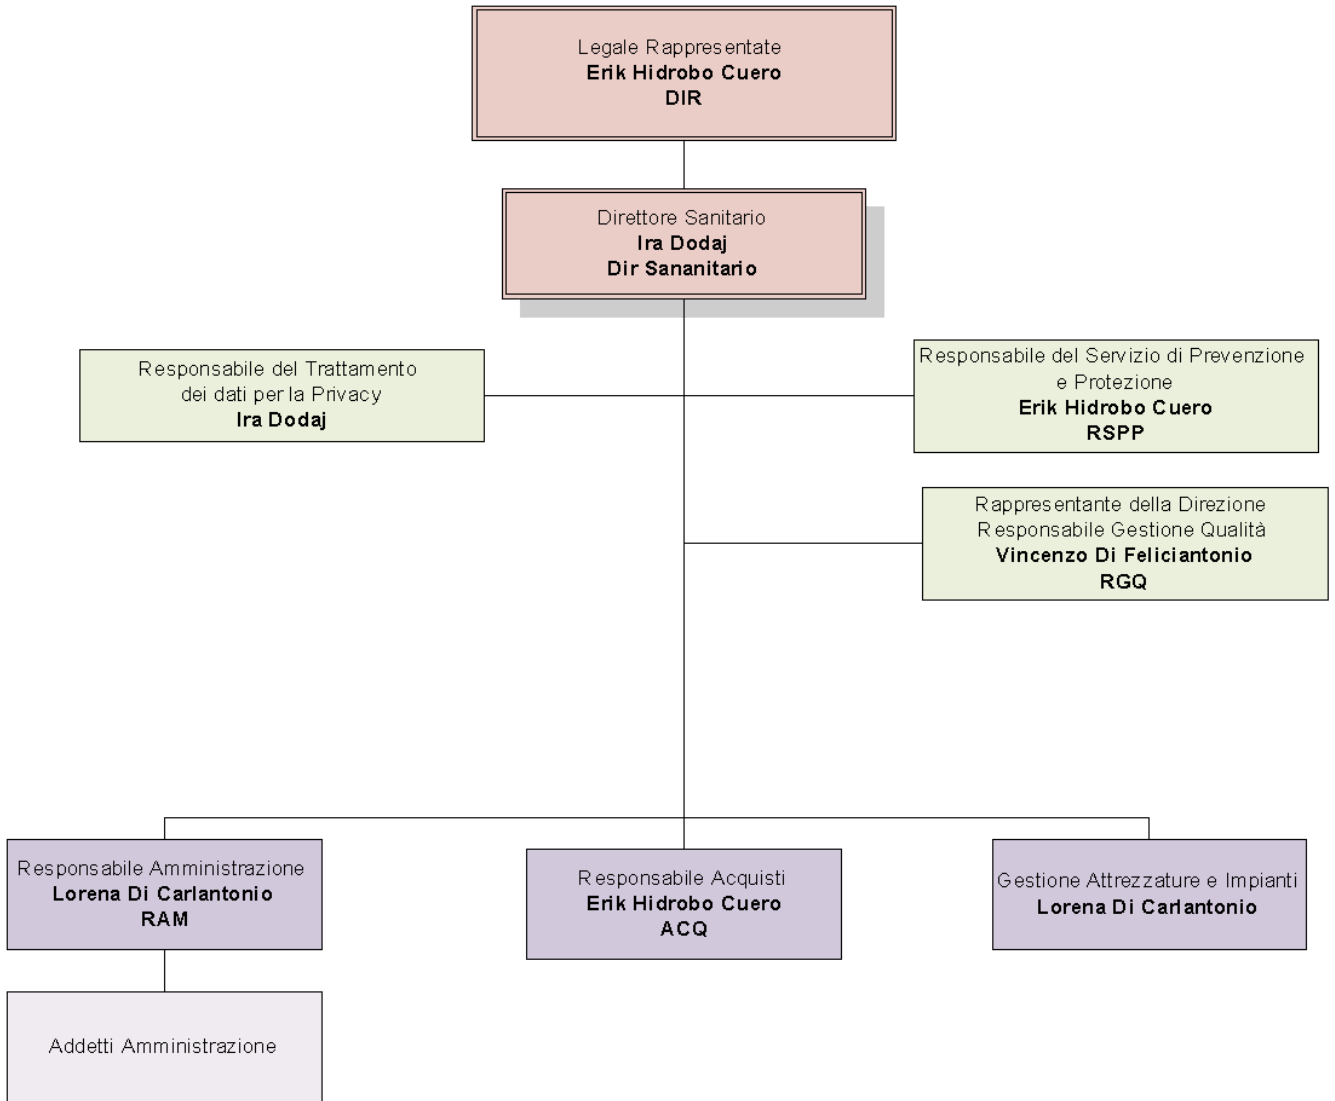 Legale Rappresentate
Erik Hidrobo Cuero
DIR
Direttore Sanitario
Ira Dodaj
Dir Sananitario
Responsabile del Trattamento
dei dati per la Privacy
Ira Dodaj
Responsabile del Servizio di Prevenzione
e Protezione
Erik Hidrobo Cuero
RSPP
Rappresentante della Direzione
Responsabile Gestione Qualità
Vincenzo Di Feliciantonio
RGQ
Responsabile Amministrazione
Lorena Di Carlantonio
RAM
Responsabile Acquisti
Erik Hidrobo Cuero
ACQ
Gestione Attrezzature e Impianti
Lorena Di Carlantonio
Addetti Amministrazione